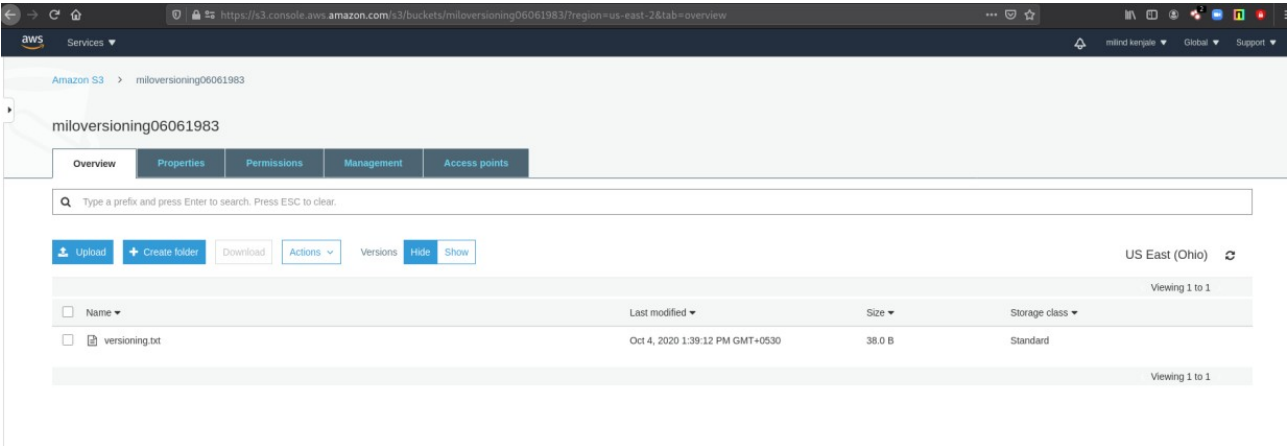 https://s3.console.aws.amazon.com/s3/buckets/miloversioning06061983/?region=us-east-2&tab=overview
aws Services milind kenjale Global Support
Amazon S3 > miloversioning06061983
miloversioning06061983
Overview Properties Permissions Management Access points
Type a prefix and press Enter to search. Press ESC to clear.
Upload Create folder Download Actions Versions Hide Show US East (Ohio)
Viewing 1 to 1
Name Last modified Size Storage class
versioning.txt Oct 4, 2020 1:39:12 PM GMT+0530 38.0 B Standard
Viewing 1 to 1